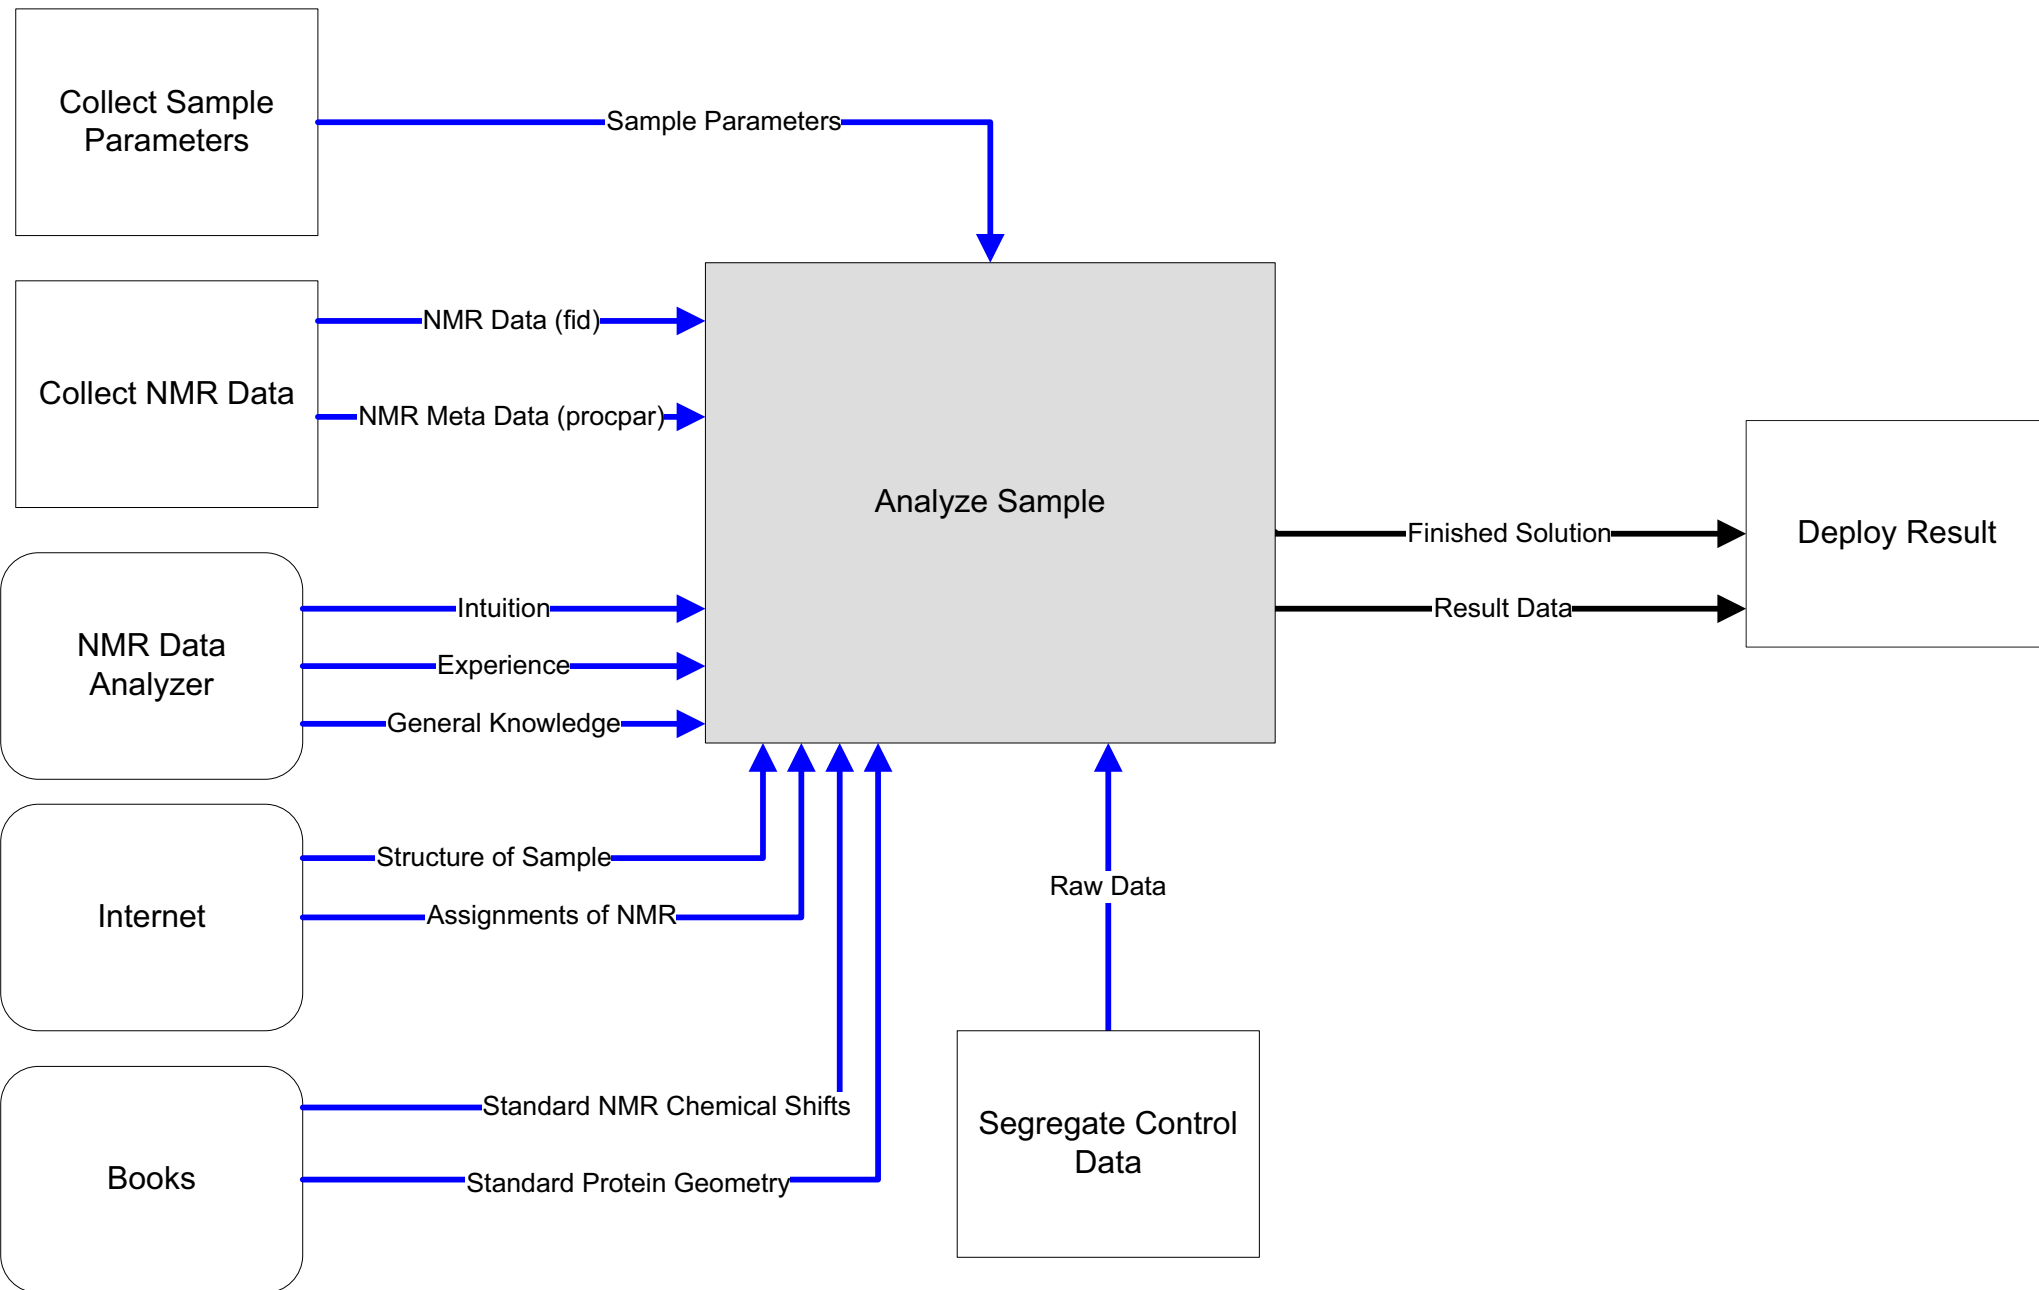 Collect Sample
Parameters
Sample Parameters
NMR Data (fid)
Collect NMR Data
NMR Meta Data (procpar)
Analyze Sample
Finished Solution
Deploy Result
Result Data
Intuition
NMR Data
Analyzer
Experience
General Knowledge
Structure of Sample
Internet
Assignments of NMR
Raw Data
Standard NMR Chemical Shifts
Books
Standard Protein Geometry
Segregate Control
Data